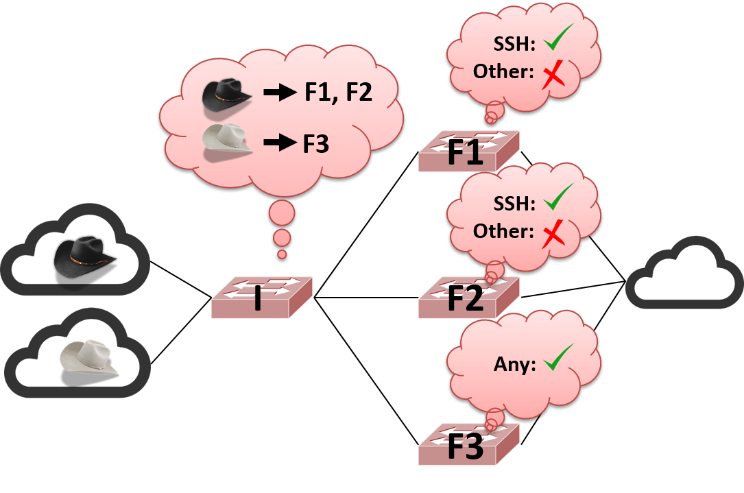 SSH:
Other:
F1, F2
F3
F1
SSH:
Other:
I
F2
Any:
F3